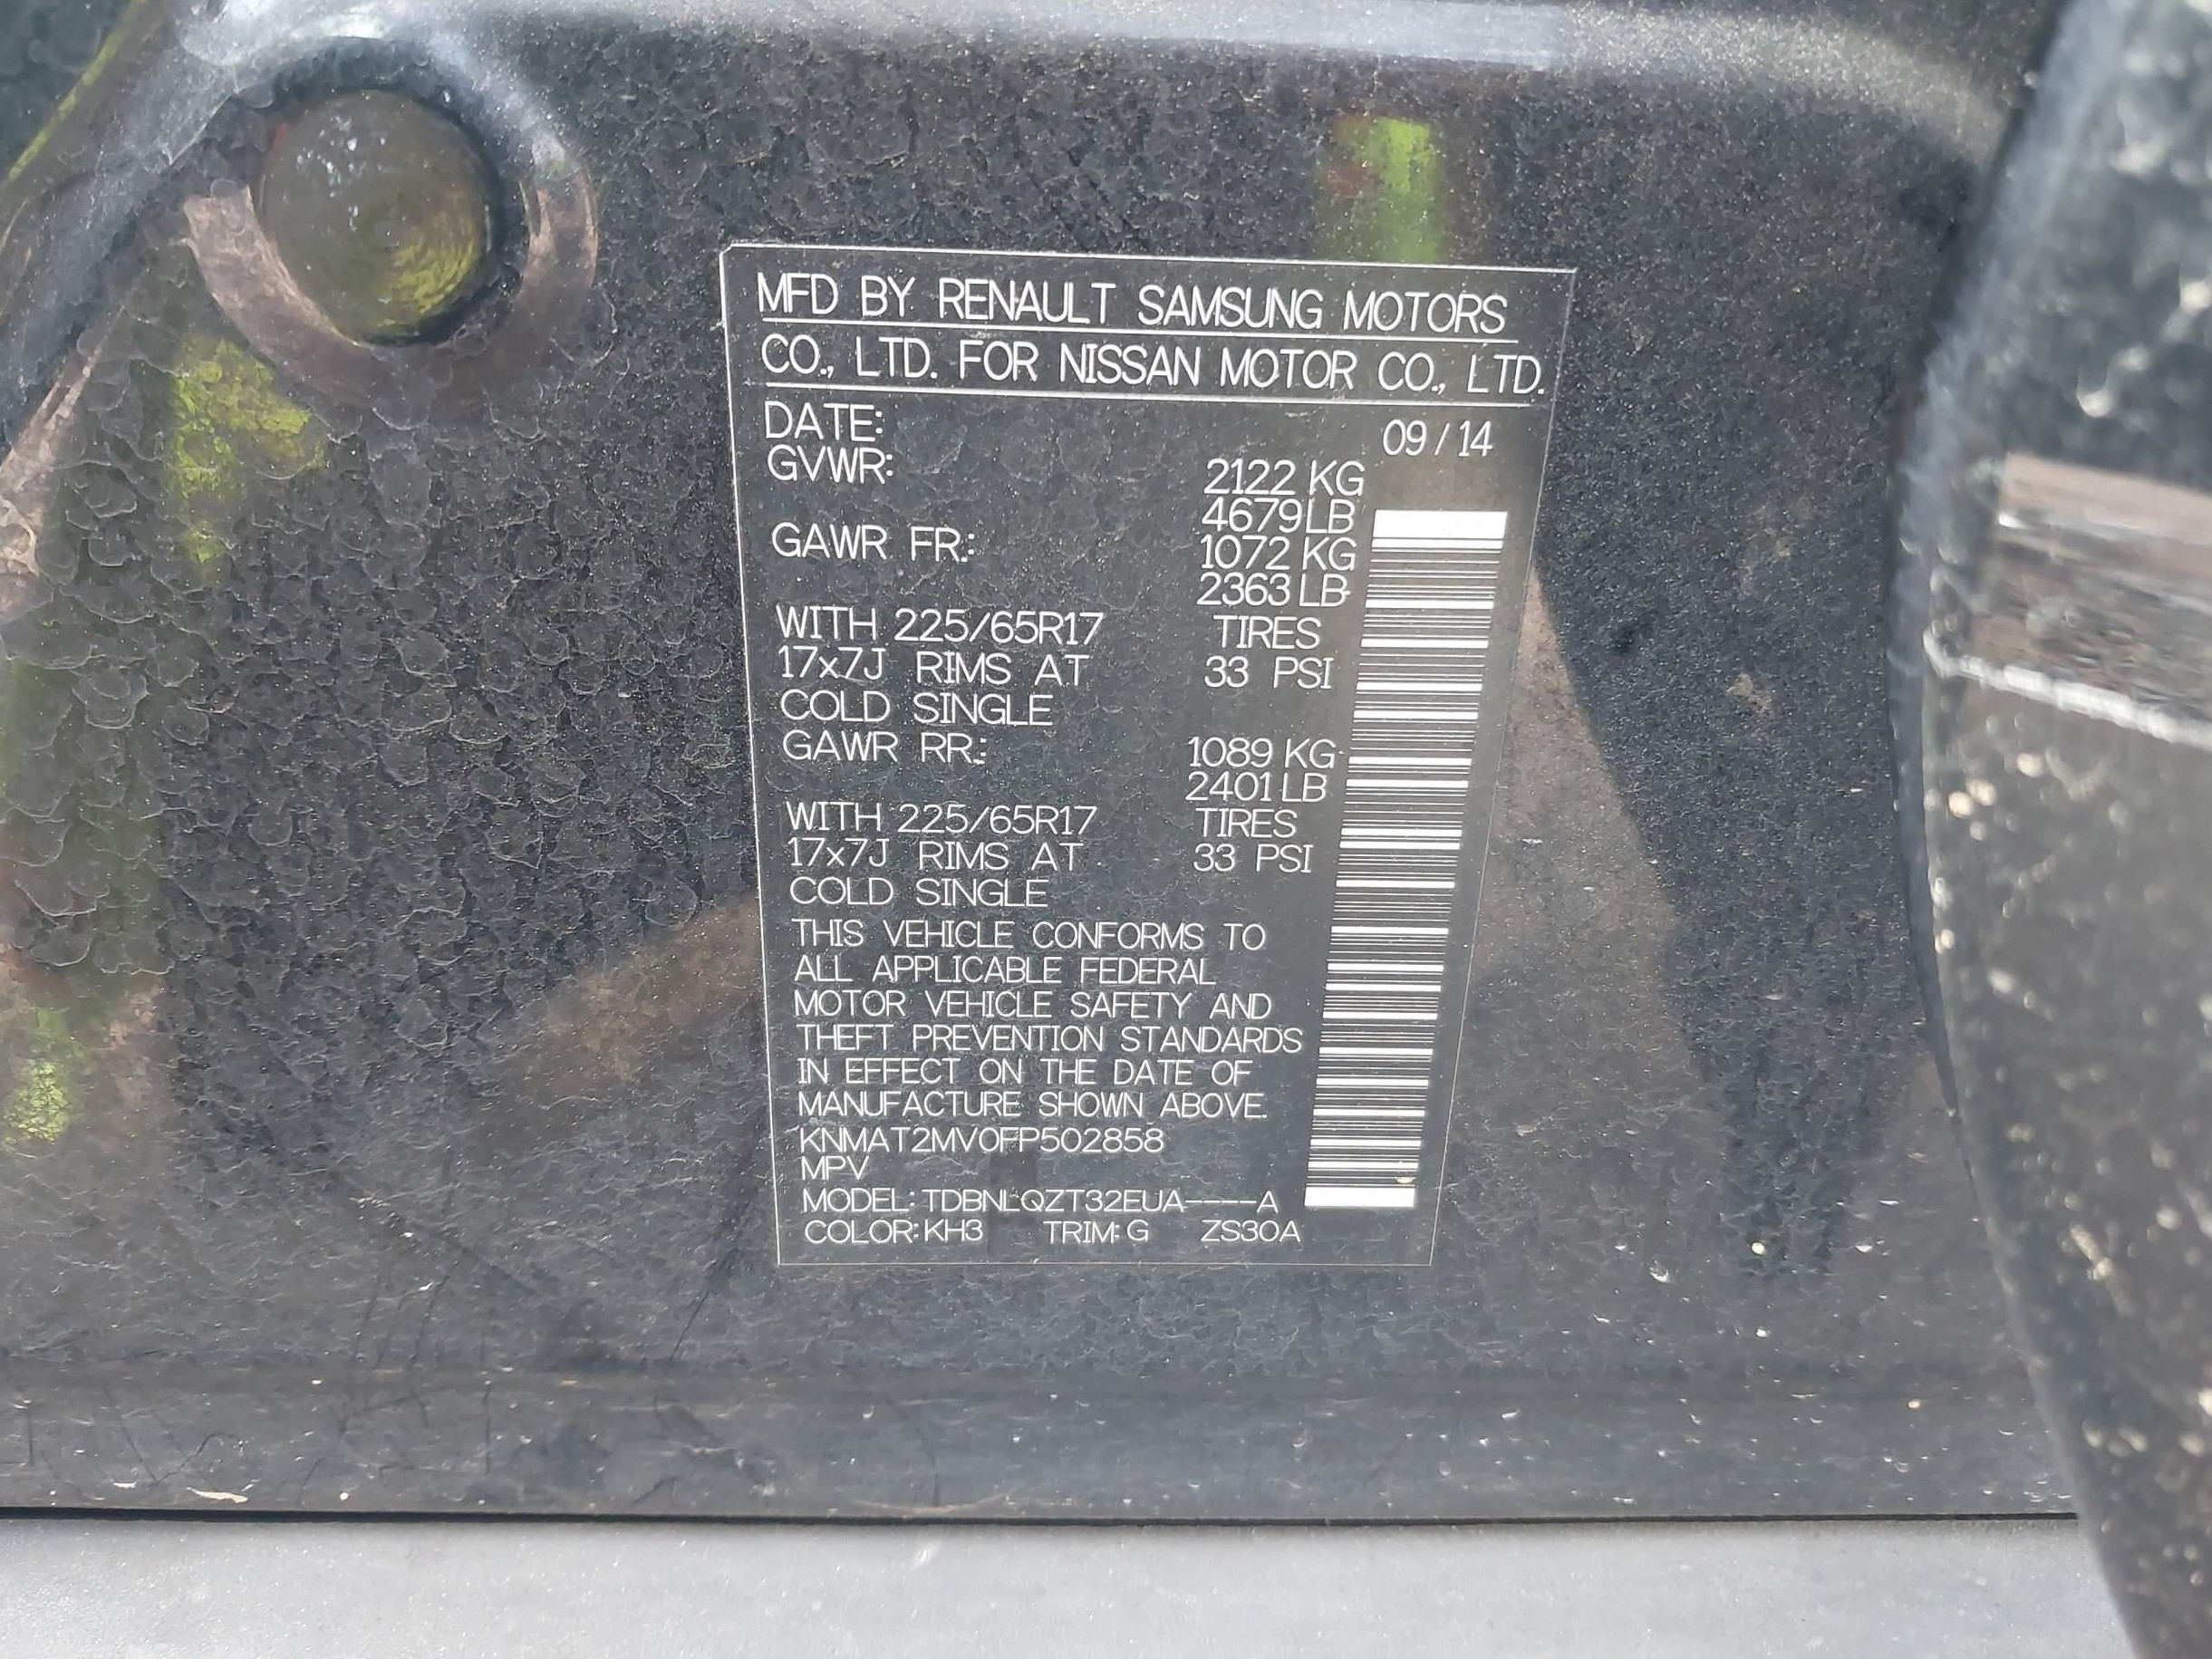 MFD BY RENAULT SAMSUNG MOTORS
CO., LTD. FOR NISSAN MOTOR CO., LTD.
DATE: 09 / 14
GVWR: 2122 KG
4679 LB
GAWR FR.: 1072 KG
2363 LB
WITH 225/65R17 TIRES
17x7J RIMS AT 33 PSI
COLD SINGLE
GAWR RR.: 1089 KG
2401 LB
WITH 225/65R17 TIRES
17x7J RIMS AT 33 PSI
COLD SINGLE
THIS VEHICLE CONFORMS TO
ALL APPLICABLE FEDERAL
MOTOR VEHICLE SAFETY AND
THEFT PREVENTION STANDARDS
IN EFFECT ON THE DATE OF
MANUFACTURE SHOWN ABOVE.
KNMAT2MV0FP502858
MPV
MODEL: TDBNLQZT32EUA----A
COLOR: KH3 TRIM: G ZS30A